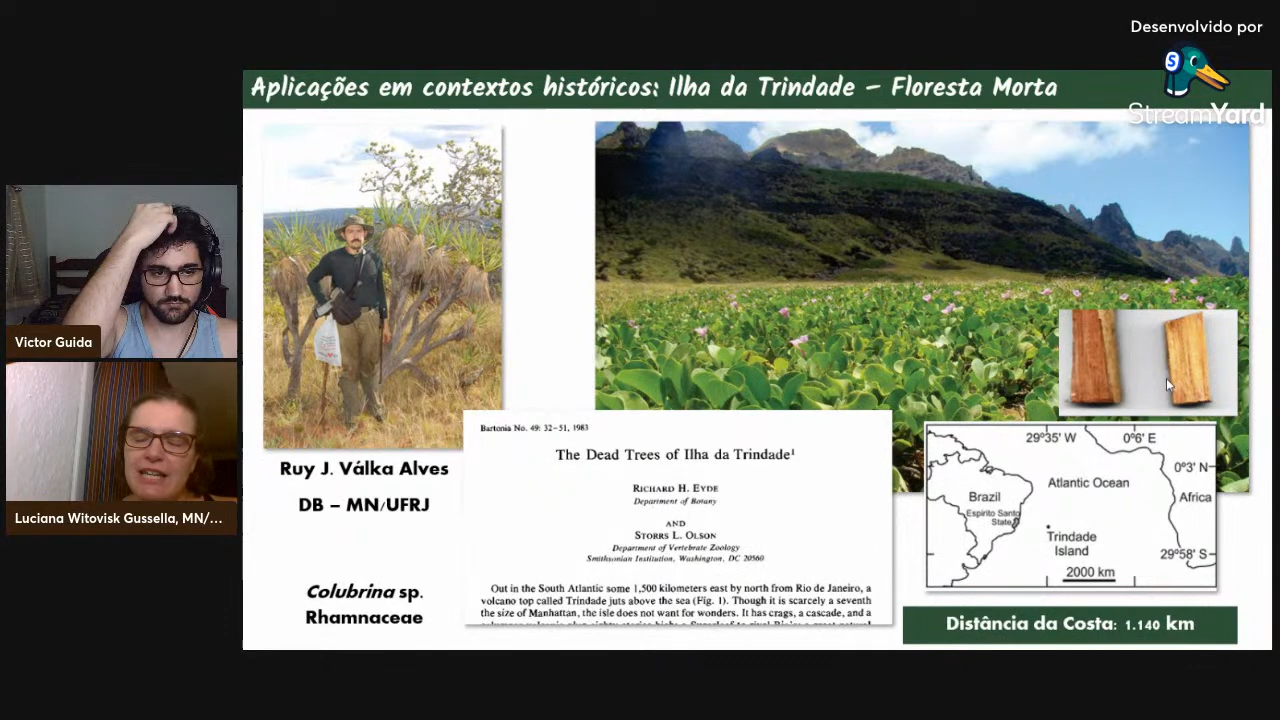 Desenvolvido por
StreamYard
Aplicações em contextos históricos: Ilha da Trindade – Floresta Morta
Victor Guida
Luciana Witovisk Gussella, MN/...
Ruy J. Válka Alves
DB – MN/UFRJ
Colubrina sp.
Rhamnaceae
Bartonia No. 49: 32–51, 1983
The Dead Trees of Ilha da Trindade¹
RICHARD H. EYDE
Department of Botany
AND
STORRS L. OLSON
Department of Vertebrate Zoology
Smithsonian Institution, Washington, DC 20560
Out in the South Atlantic some 1,500 kilometers east by north from Rio de Janeiro, a
volcano top called Trindade juts above the sea (Fig. 1). Though it is scarcely a seventh
the size of Manhattan, the isle does not want for wonders. It has crags, a cascade, and a
29°35' W
0°6' E
0°3' N
Atlantic Ocean
Brazil
Africa
Espirito Santo
State
Trindade
Island
29°58' S
2000 km
Distância da Costa: 1.140 km